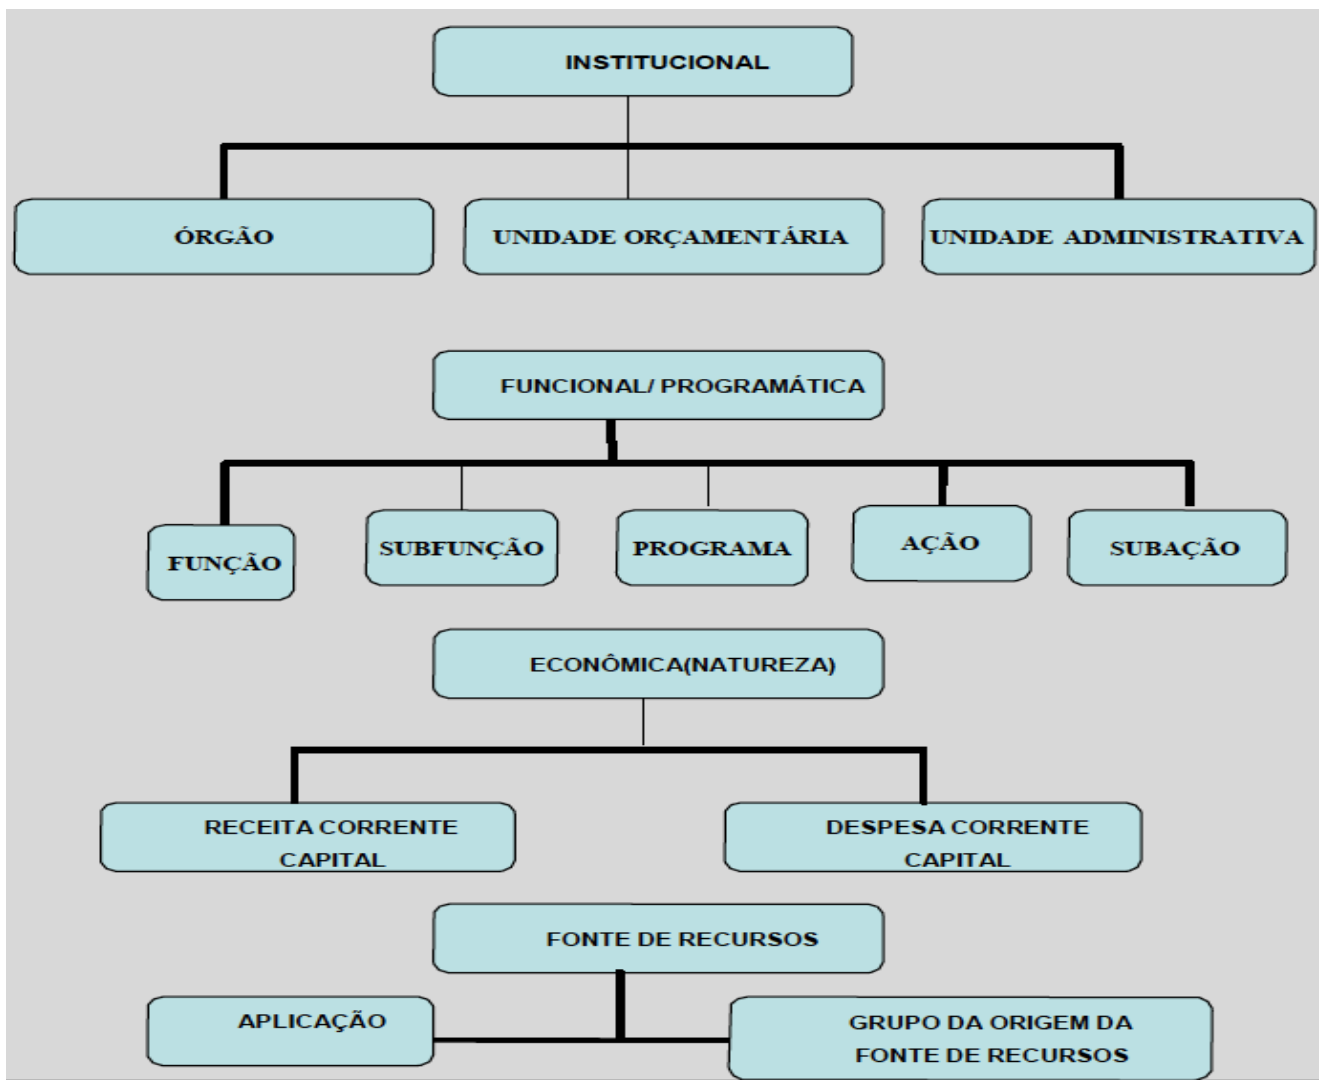 INSTITUCIONAL
ÓRGÃO
UNIDADE ORÇAMENTÁRIA
UNIDADE ADMINISTRATIVA
FUNCIONAL/ PROGRAMÁTICA
FUNÇÃO
SUBFUNÇÃO
PROGRAMA
AÇÃO
SUBAÇÃO
ECONÔMICA(NATUREZA)
RECEITA CORRENTE
CAPITAL
DESPESA CORRENTE
CAPITAL
FONTE DE RECURSOS
APLICAÇÃO
GRUPO DA ORIGEM DA
FONTE DE RECURSOS